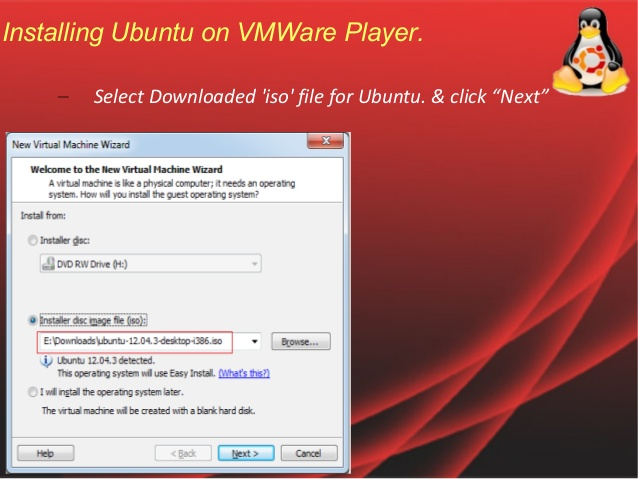 Installing Ubuntu on VMWare Player.
– Select Downloaded 'iso' file for Ubuntu. & click “Next”
New Virtual Machine Wizard
Welcome to the New Virtual Machine Wizard
A virtual machine is like a physical computer; it needs an operating
system. How will you install the guest operating system?
Install from:
Installer disc:
DVD RW Drive (H:)
Installer disc image file (iso):
E:\Downloads\ubuntu-12.04.3-desktop-i386.iso
Browse...
Ubuntu 12.04.3 detected.
This operating system will use Easy Install. (What's this?)
I will install the operating system later.
The virtual machine will be created with a blank hard disk.
Help
< Back
Next >
Cancel